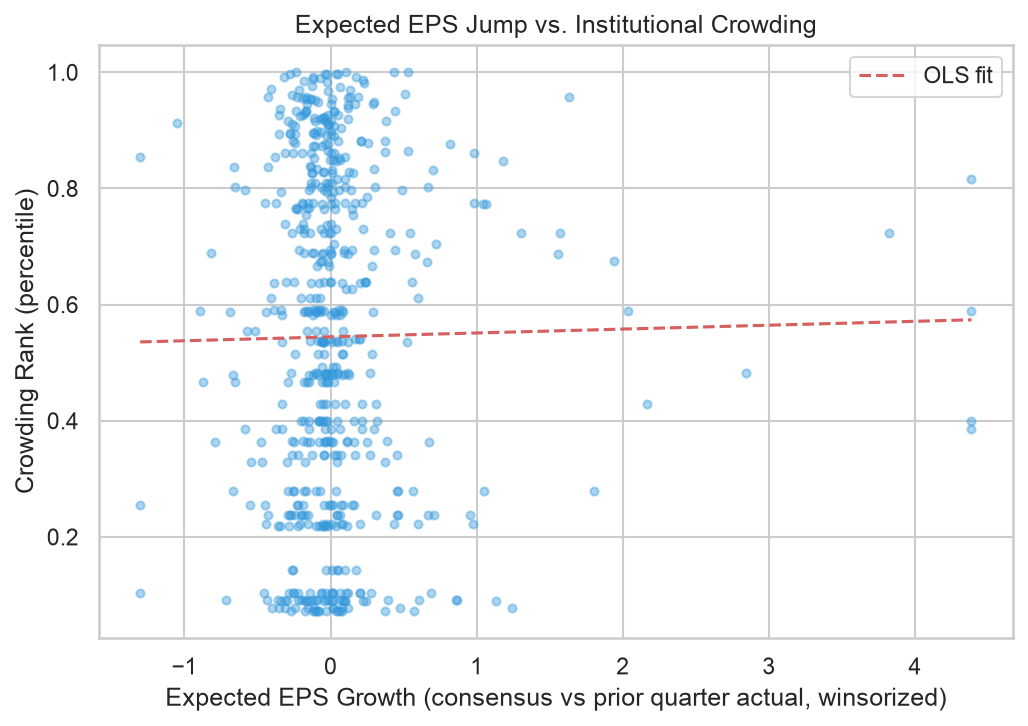 Expected EPS Jump vs. Institutional Crowding
OLS fit
Crowding Rank (percentile)
1.0
0.8
0.6
0.4
0.2
−1
0
1
2
3
4
Expected EPS Growth (consensus vs prior quarter actual, winsorized)